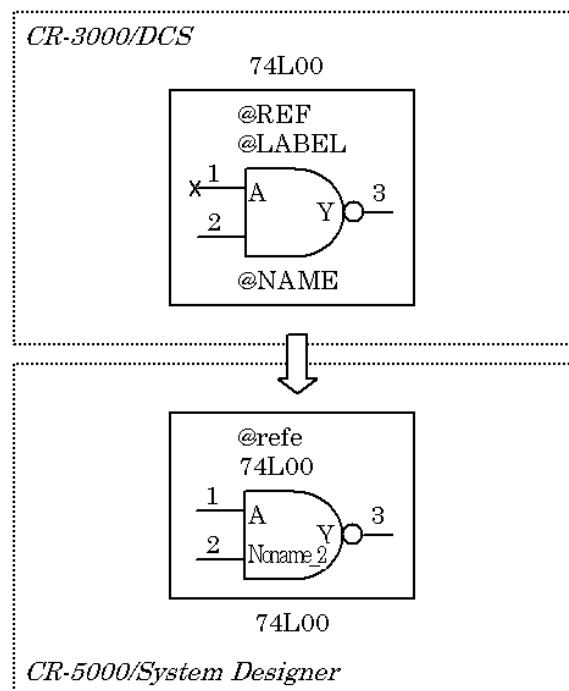 CR-3000/DCS
74L00
@REF
@LABEL
1
A
3
Y
2
@NAME
@refe
74L00
1
A
3
Y
2
Noname_2
74L00
CR-5000/System Designer